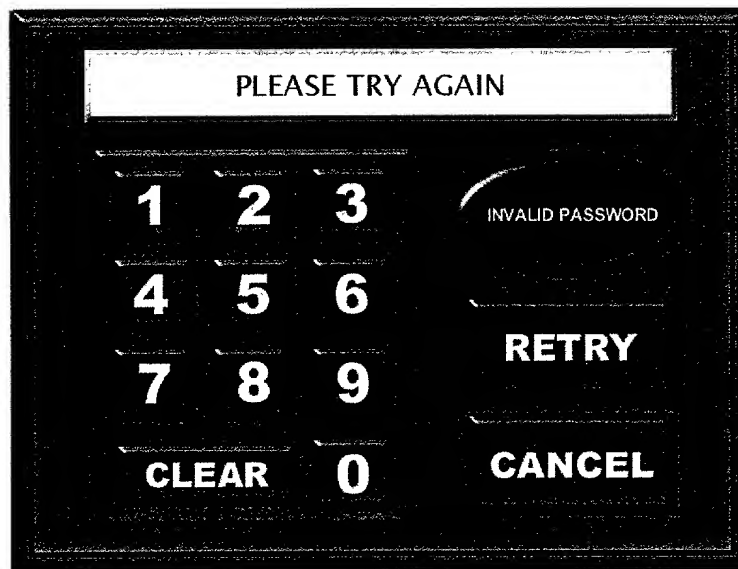 PLEASE TRY AGAIN
1 2 3
INVALID PASSWORD
4 5 6
RETRY
7 8 9
CLEAR 0
CANCEL